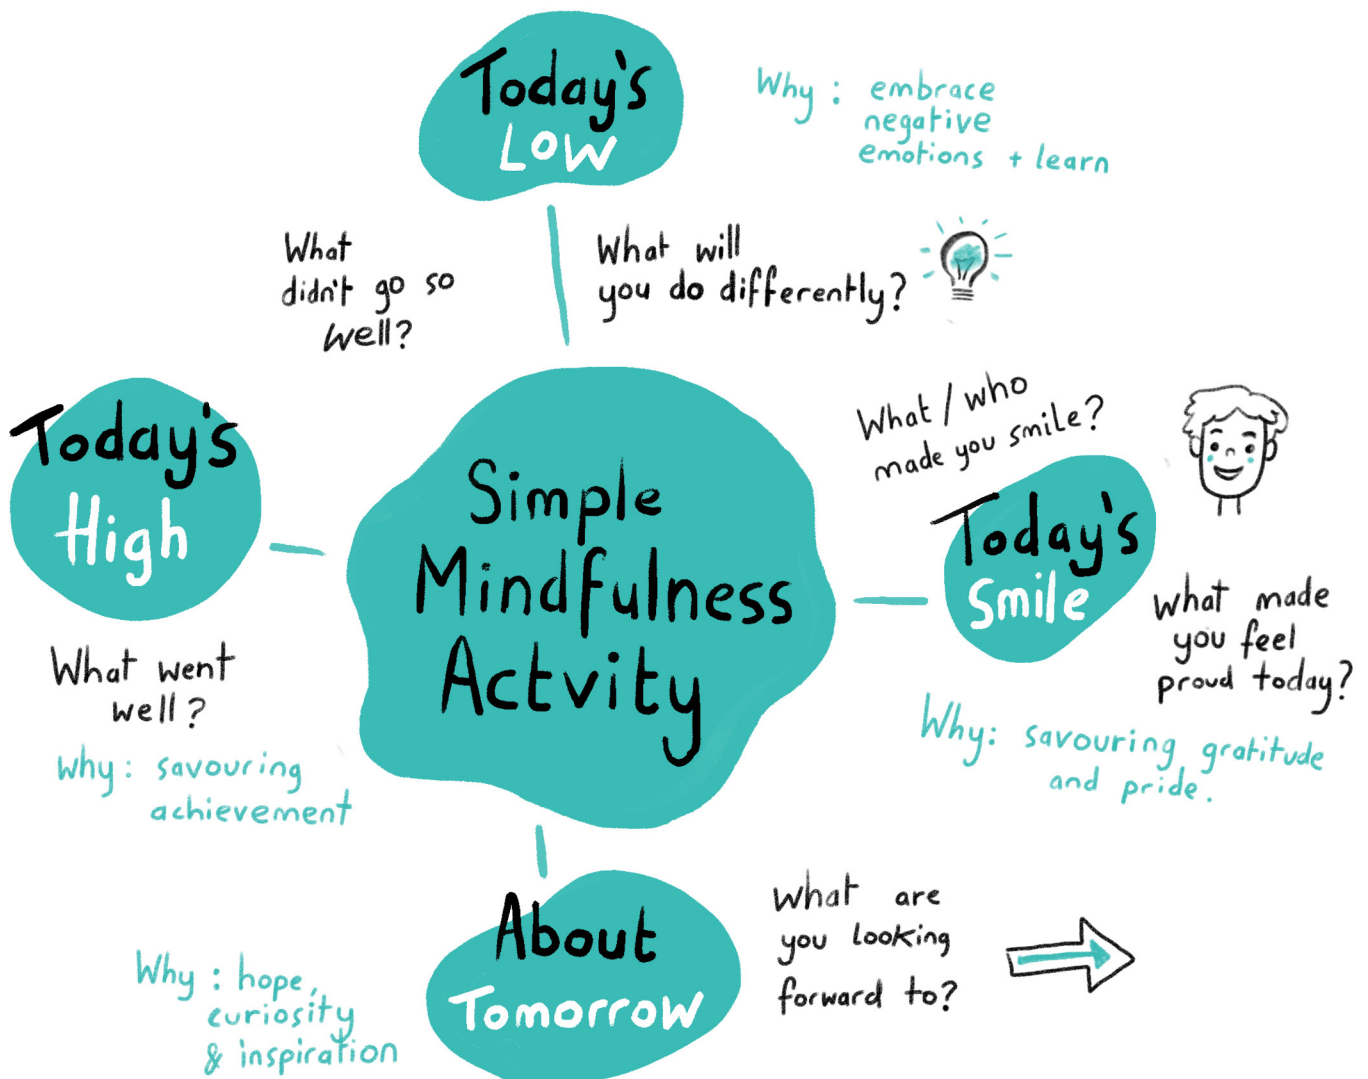 Today's
Low
Why : embrace
negative
emotions + learn
What
didn't go so
well?
What will
you do differently?
Today's
High
What went
well?
Why : savouring
achievement
Simple
Mindfulness
Actvity
What / who
made you smile?
Today's
Smile
What made
you feel
proud today?
Why: savouring gratitude
and pride.
About
Tomorrow
What are
you looking
forward to?
Why : hope,
curiosity
& inspiration